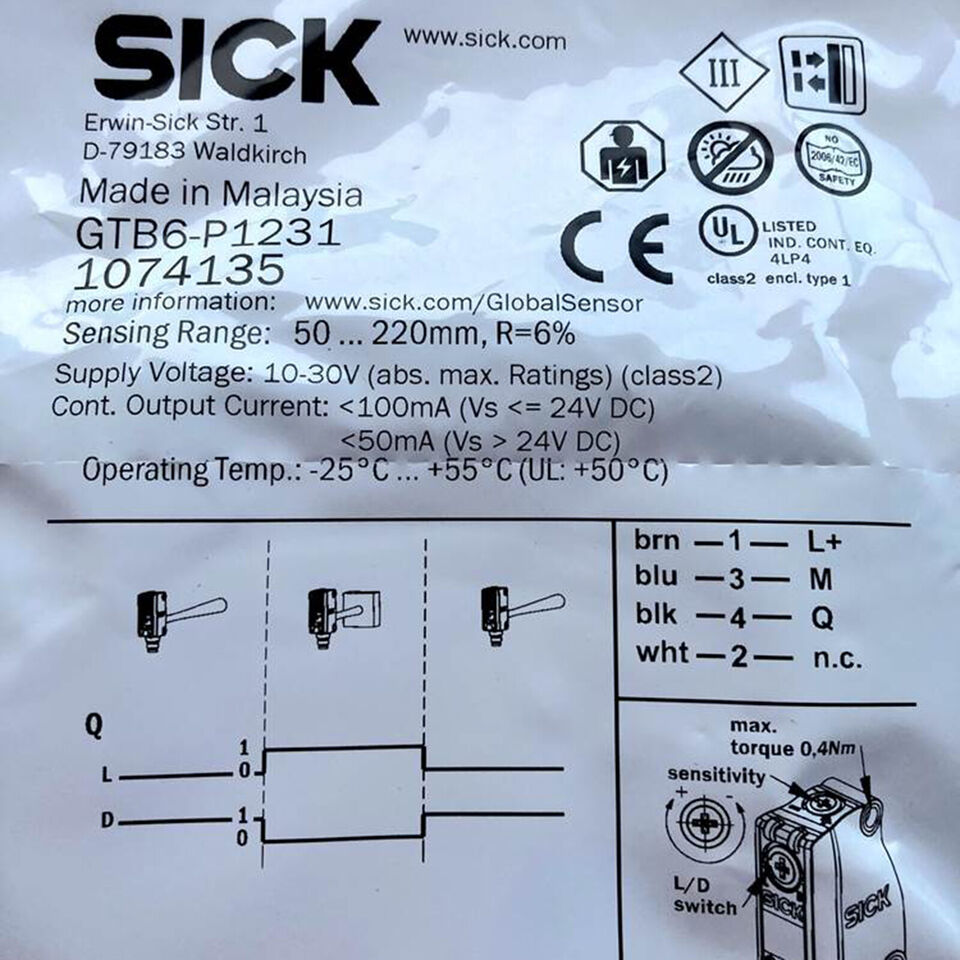 SICK
www.sick.com
III
Erwin-Sick Str. 1
D-79183 Waldkirch
NO
2006/42/EC
SAFETY
Made in Malaysia
GTB6-P1231
1074135
CE
UL
LISTED
IND. CONT. EQ.
4LP4
class2 encl. type 1
more information: www.sick.com/GlobalSensor
Sensing Range: 50 ... 220mm, R=6%
Supply Voltage: 10-30V (abs. max. Ratings) (class2)
Cont. Output Current: <100mA (Vs <= 24V DC)
<50mA (Vs > 24V DC)
Operating Temp.: -25°C ... +55°C (UL: +50°C)
brn —1— L+
blu —3— M
blk —4— Q
wht —2— n.c.
Q
1
L 0
D 1
0
max.
torque 0,4Nm
sensitivity
+ -
L/D
switch
SICK
SICK